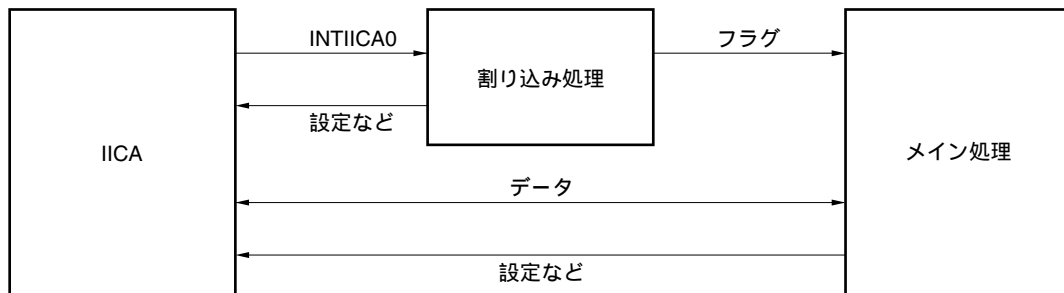 INTIICA0
フラグ
割り込み処理
設定など
IICA
メイン処理
データ
設定など